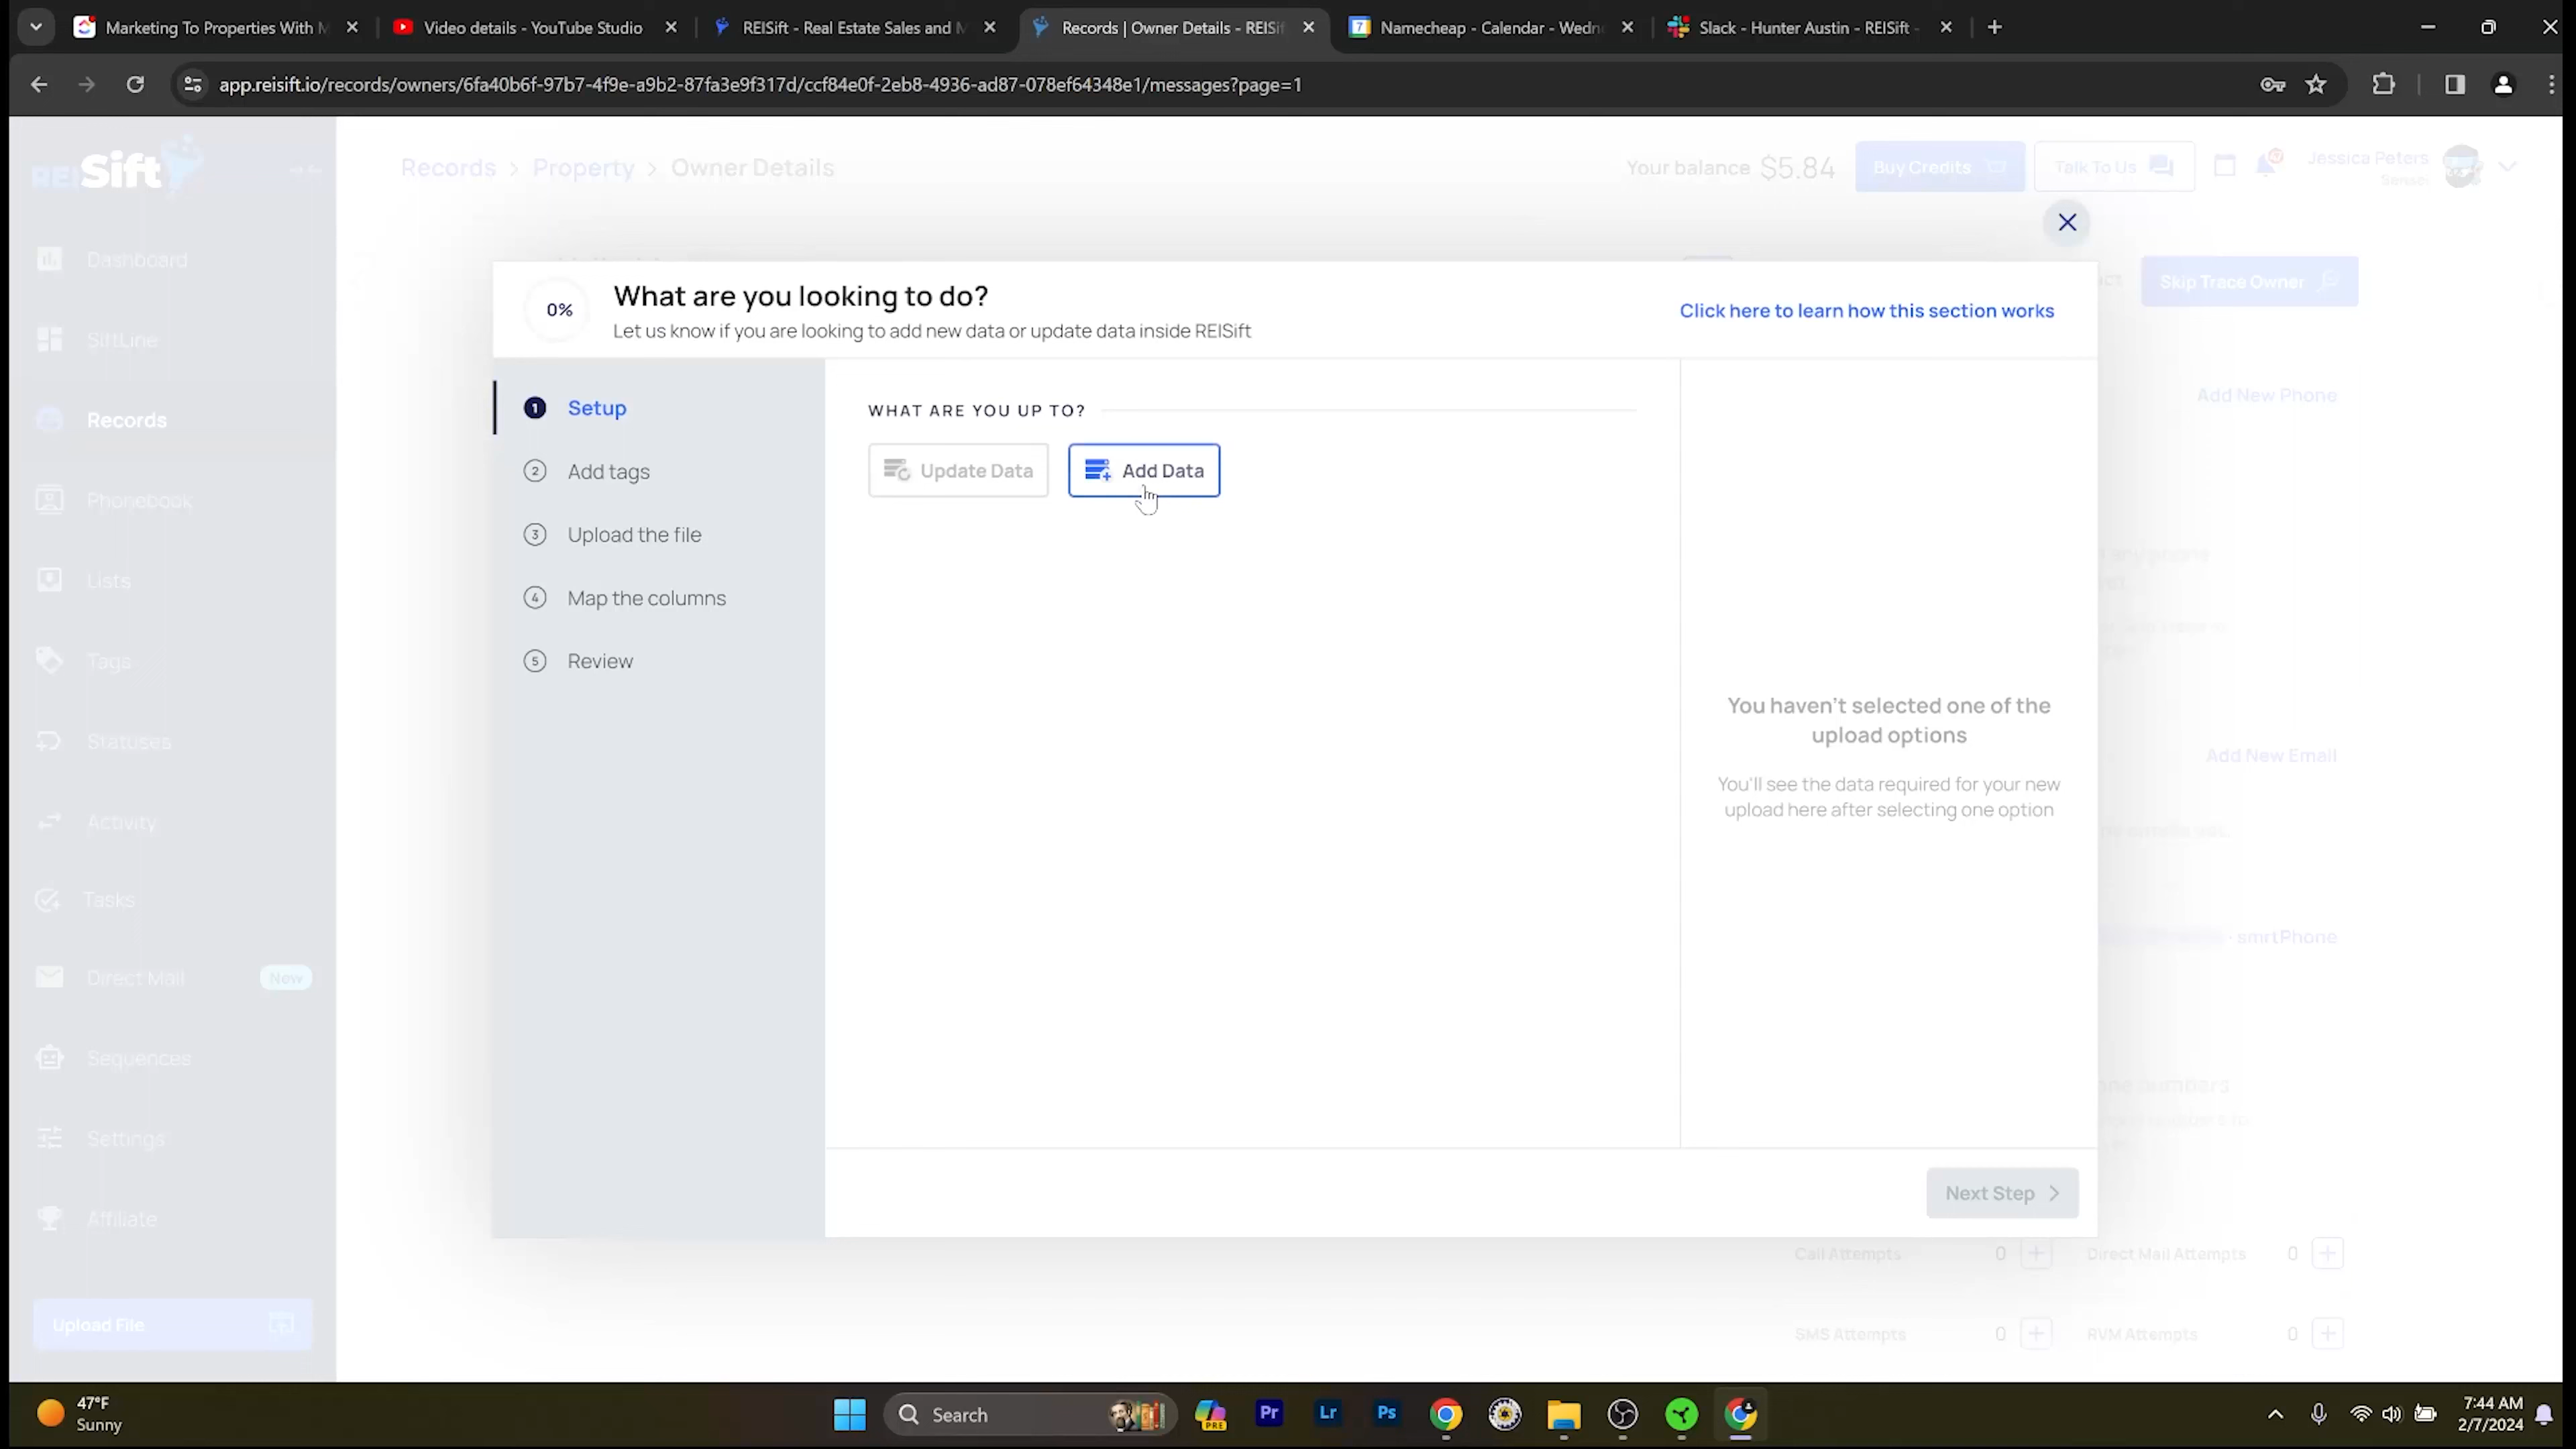 Marketing To Properties With M
Video details - YouTube Studio
REISift - Real Estate Sales and M
Records | Owner Details - REISif
Namecheap - Calendar - Wedn
Slack - Hunter Austin - REISift -
app.reisift.io/records/owners/6fa40b6f-97b7-4f9e-a9b2-87fa3e9f317d/ccf84e0f-2eb8-4936-ad87-078ef64348e1/messages?page=1
REISift
Records > Property > Owner Details
Your balance $5.84
Buy Credits
Talk To Us
47
Jessica Peters
Sensei
Dashboard
SiftLine
Records
Phonebook
Lists
Tags
Statuses
Activity
Tasks
Direct Mail
New
Sequences
Settings
Affiliate
Upload File
0%
What are you looking to do?
Let us know if you are looking to add new data or update data inside REISift
Click here to learn how this section works
1 Setup
2 Add tags
3 Upload the file
4 Map the columns
5 Review
WHAT ARE YOU UP TO?
Update Data
Add Data
You haven't selected one of the
upload options
You'll see the data required for your new
upload here after selecting one option
Next Step
Skip Trace Owner
Add New Phone
Add New Email
· smrtPhone
Call Attempts 0
Direct Mail Attempts 0
SMS Attempts 0
RVM Attempts 0
47°F
Sunny
Search
PRE
Pr
Lr
Ps
7:44 AM
2/7/2024